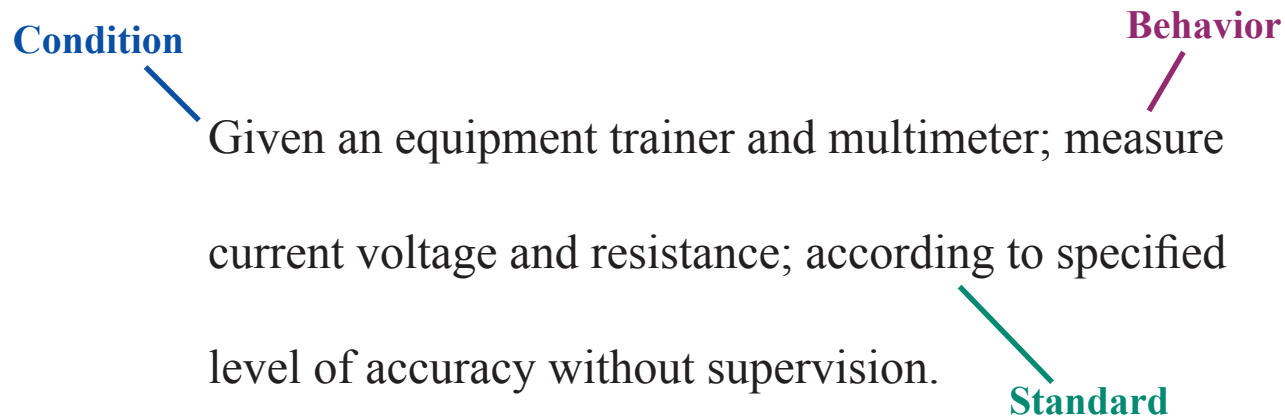 Behavior
Condition
Given an equipment trainer and multimeter; measure
current voltage and resistance; according to specified
level of accuracy without supervision.
Standard